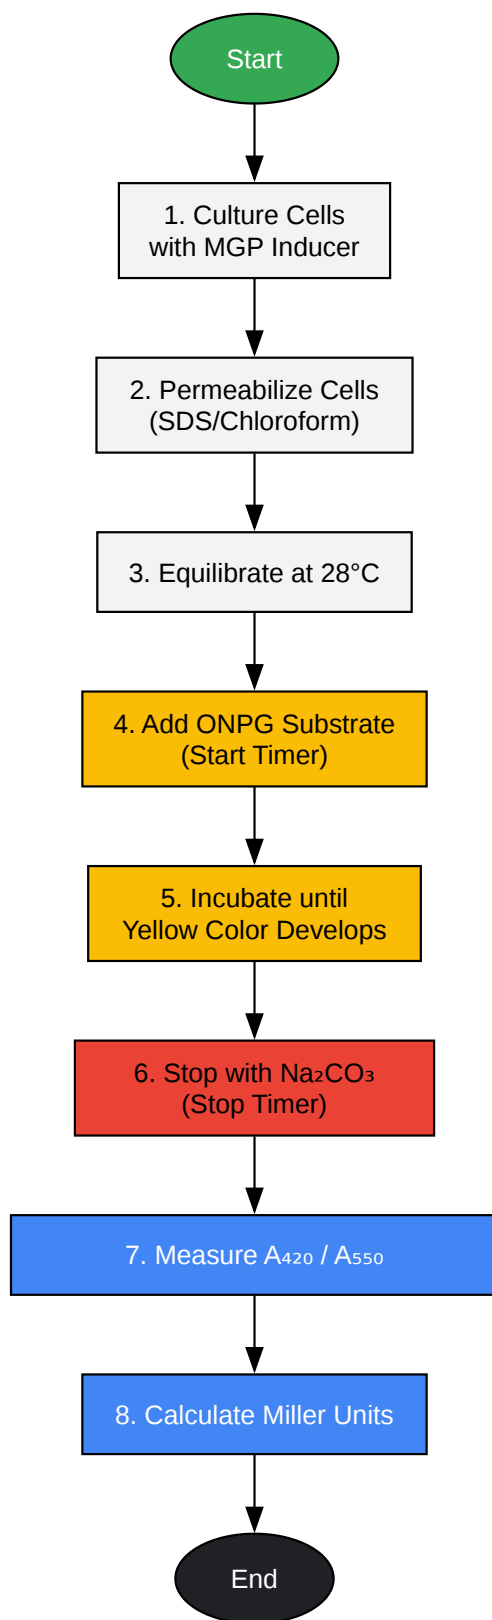 Start
1. Culture Cells
with MGP Inducer
2. Permeabilize Cells
(SDS/Chloroform)
3. Equilibrate at 28°C
4. Add ONPG Substrate
(Start Timer)
5. Incubate until
Yellow Color Develops
6. Stop with Na₂CO₃
(Stop Timer)
7. Measure A₄₂₀ / A₅₅₀
8. Calculate Miller Units
End